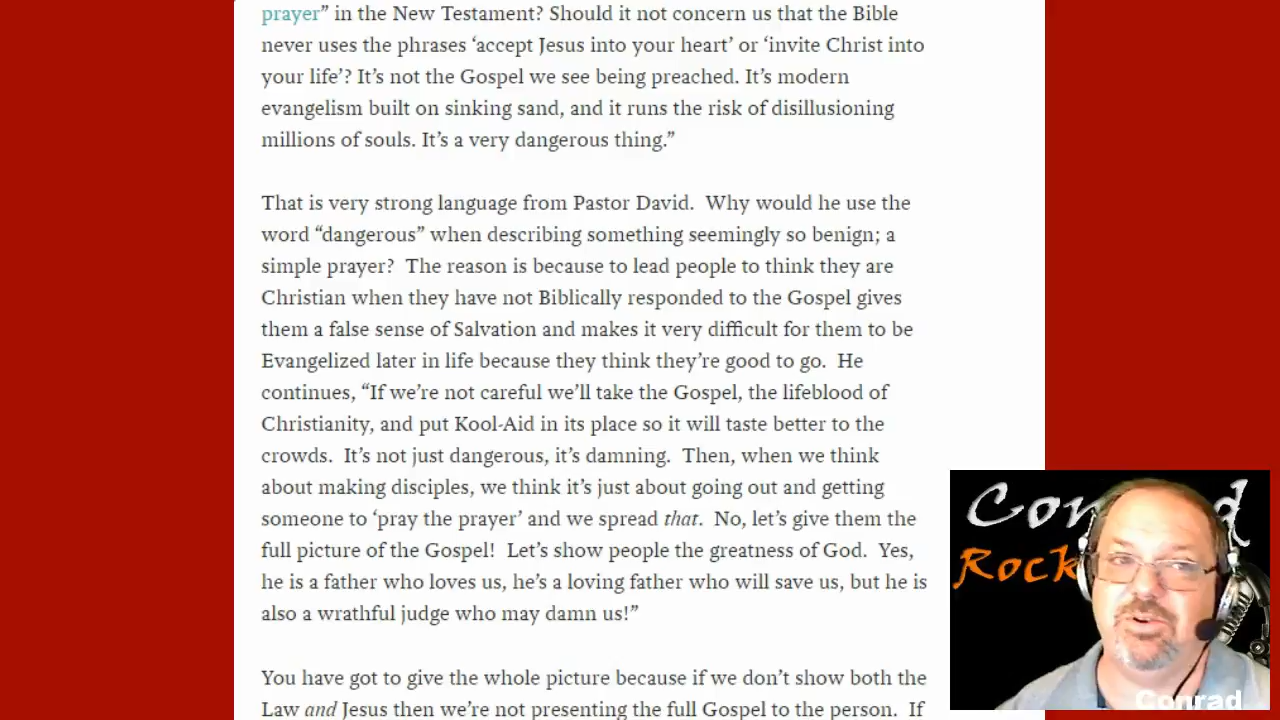 prayer” in the New Testament? Should it not concern us that the Bible
never uses the phrases ‘accept Jesus into your heart’ or ‘invite Christ into
your life’? It’s not the Gospel we see being preached. It’s modern
evangelism built on sinking sand, and it runs the risk of disillusioning
millions of souls. It’s a very dangerous thing.”
That is very strong language from Pastor David.  Why would he use the
word “dangerous” when describing something seemingly so benign; a
simple prayer?  The reason is because to lead people to think they are
Christian when they have not Biblically responded to the Gospel gives
them a false sense of Salvation and makes it very difficult for them to be
Evangelized later in life because they think they’re good to go.  He
continues, “If we’re not careful we’ll take the Gospel, the lifeblood of
Christianity, and put Kool-Aid in its place so it will taste better to the
crowds.  It’s not just dangerous, it’s damning.  Then, when we think
about making disciples, we think it’s just about going out and getting
someone to ‘pray the prayer’ and we spread that.  No, let’s give them the
full picture of the Gospel!  Let’s show people the greatness of God.  Yes,
he is a father who loves us, he’s a loving father who will save us, but he is
also a wrathful judge who may damn us!”
You have got to give the whole picture because if we don’t show both the
Law and Jesus then we’re not presenting the full Gospel to the person.  If
Rock
Conrad